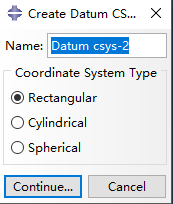 Create Datum CS...
Name: Datum csys-2
Coordinate System Type
Rectangular
Cylindrical
Spherical
Continue... Cancel